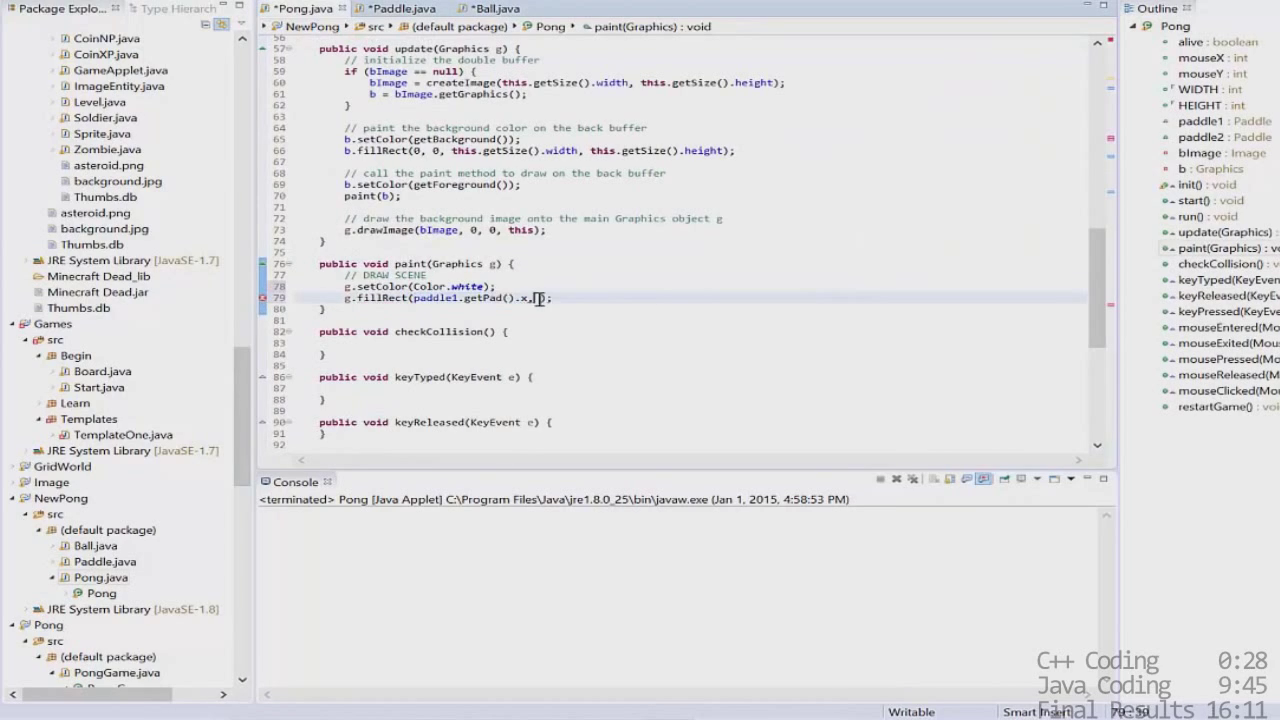 Package Explo...
Type Hierarch
CoinNP.java
CoinXP.java
GameApplet.java
ImageEntity.java
Level.java
Soldier.java
Sprite.java
Zombie.java
asteroid.png
background.jpg
Thumbs.db
asteroid.png
background.jpg
Thumbs.db
JRE System Library [JavaSE-1.7]
Minecraft Dead_lib
Minecraft Dead.jar
Thumbs.db
Games
src
Begin
Board.java
Start.java
Learn
Templates
TemplateOne.java
JRE System Library [JavaSE-1.7]
GridWorld
Image
NewPong
src
(default package)
Ball.java
Paddle.java
Pong.java
Pong
JRE System Library [JavaSE-1.8]
Pong
src
(default package)
PongGame.java
*Pong.java
*Paddle.java
*Ball.java
NewPong src (default package) Pong paint(Graphics) : void
56
57 public void update(Graphics g) {
58 // initialize the double buffer
59 if (bImage == null) {
60 bImage = createImage(this.getSize().width, this.getSize().height);
61 b = bImage.getGraphics();
62 }
63
64 // paint the background color on the back buffer
65 b.setColor(getBackground());
66 b.fillRect(0, 0, this.getSize().width, this.getSize().height);
67
68 // call the paint method to draw on the back buffer
69 b.setColor(getForeground());
70 paint(b);
71
72 // draw the background image onto the main Graphics object g
73 g.drawImage(bImage, 0, 0, this);
74 }
75
76 public void paint(Graphics g) {
77 // DRAW SCENE
78 g.setColor(Color.white);
79 g.fillRect(paddle1.getPad().x,);
80 }
82 public void checkCollision() {
83
84 }
85
86 public void keyTyped(KeyEvent e) {
87
88 }
89
90 public void keyReleased(KeyEvent e) {
91 }
92
Console
<terminated> Pong [Java Applet] C:\Program Files\Java\jre1.8.0_25\bin\javaw.exe (Jan 1, 2015, 4:58:53 PM)
Outline
Pong
alive : boolean
mouseX : int
mouseY : int
WIDTH : int
HEIGHT : int
paddle1 : Paddle
paddle2 : Paddle
bImage : Image
b : Graphics
init() : void
start() : void
run() : void
update(Graphics) :
paint(Graphics) : vo
checkCollision() : v
keyTyped(KeyEvent
keyReleased(KeyEv
keyPressed(KeyEve
mouseEntered(Mou
mouseExited(Mous
mousePressed(Mou
mouseReleased(Mo
mouseClicked(Mou
restartGame() : voi
C++ Coding 0:28
Java Coding 9:45
Final Results 16:11
Writable
Smart Insert